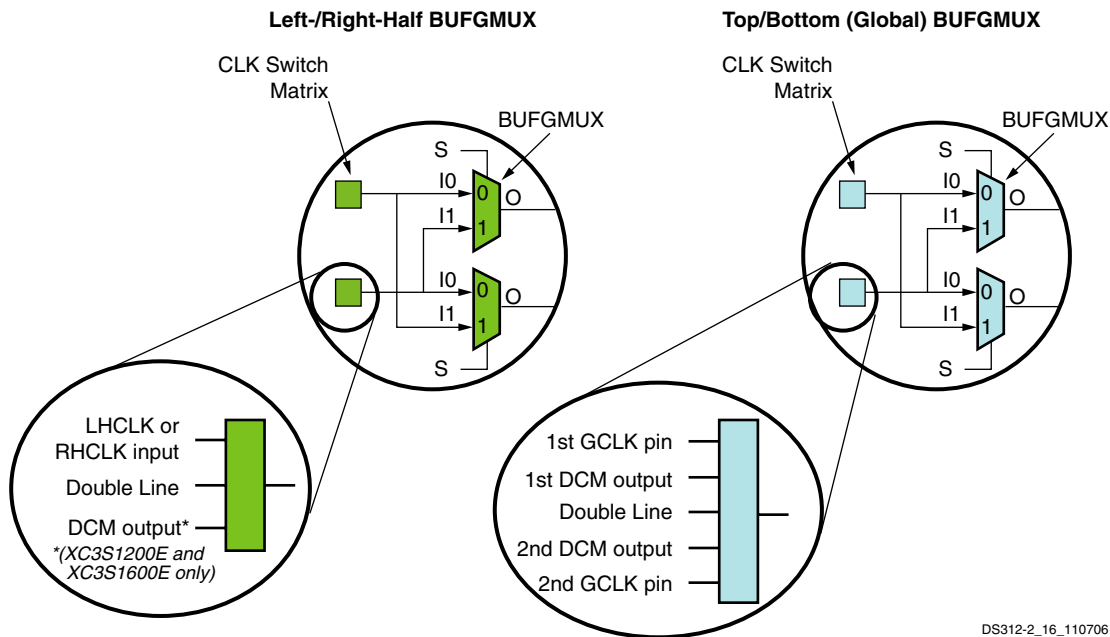 Left-/Right-Half BUFGMUX
CLK Switch
Matrix
BUFGMUX
S
I0
0
O
I1
1
I0
0
O
I1
1
S
LHCLK or
RHCLK input
Double Line
DCM output*
*(XC3S1200E and
XC3S1600E only)
Top/Bottom (Global) BUFGMUX
CLK Switch
Matrix
BUFGMUX
S
I0
0
O
I1
1
I0
0
O
I1
1
S
1st GCLK pin
1st DCM output
Double Line
2nd DCM output
2nd GCLK pin
DS312-2_16_110706